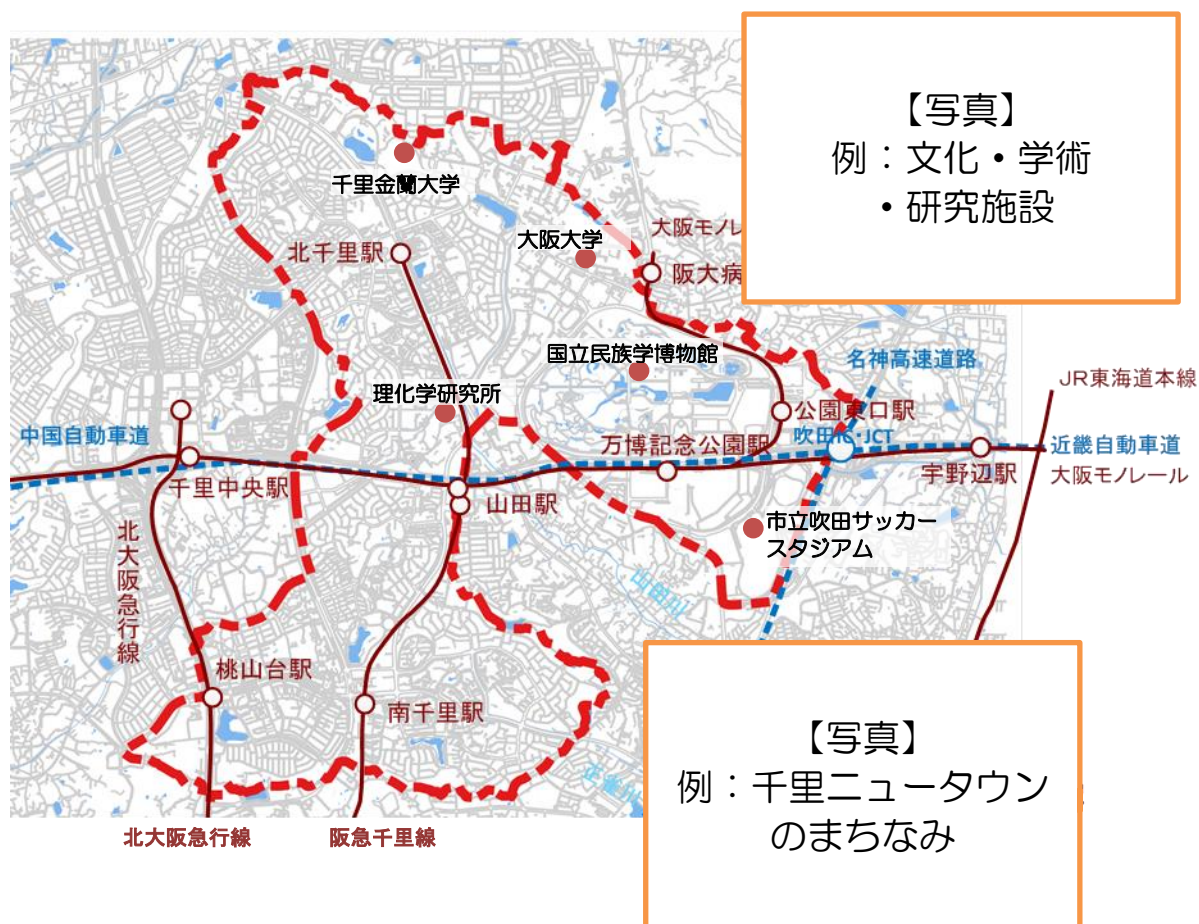 【写真】
例：文化・学術
・研究施設
千里金蘭大学
大阪大学
大阪モノレ
北千里駅
阪大病
国立民族学博物館
名神高速道路
JR東海道本線
理化学研究所
公園東口駅
中国自動車道
万博記念公園駅
吹田IC・JCT
近畿自動車道
千里中央駅
宇野辺駅
大阪モノレール
山田駅
市立吹田サッカー
スタジアム
北大阪急行線
山田川
桃山台駅
南千里駅
正雀川
【写真】
例：千里ニュータウン
のまちなみ
北大阪急行線
阪急千里線